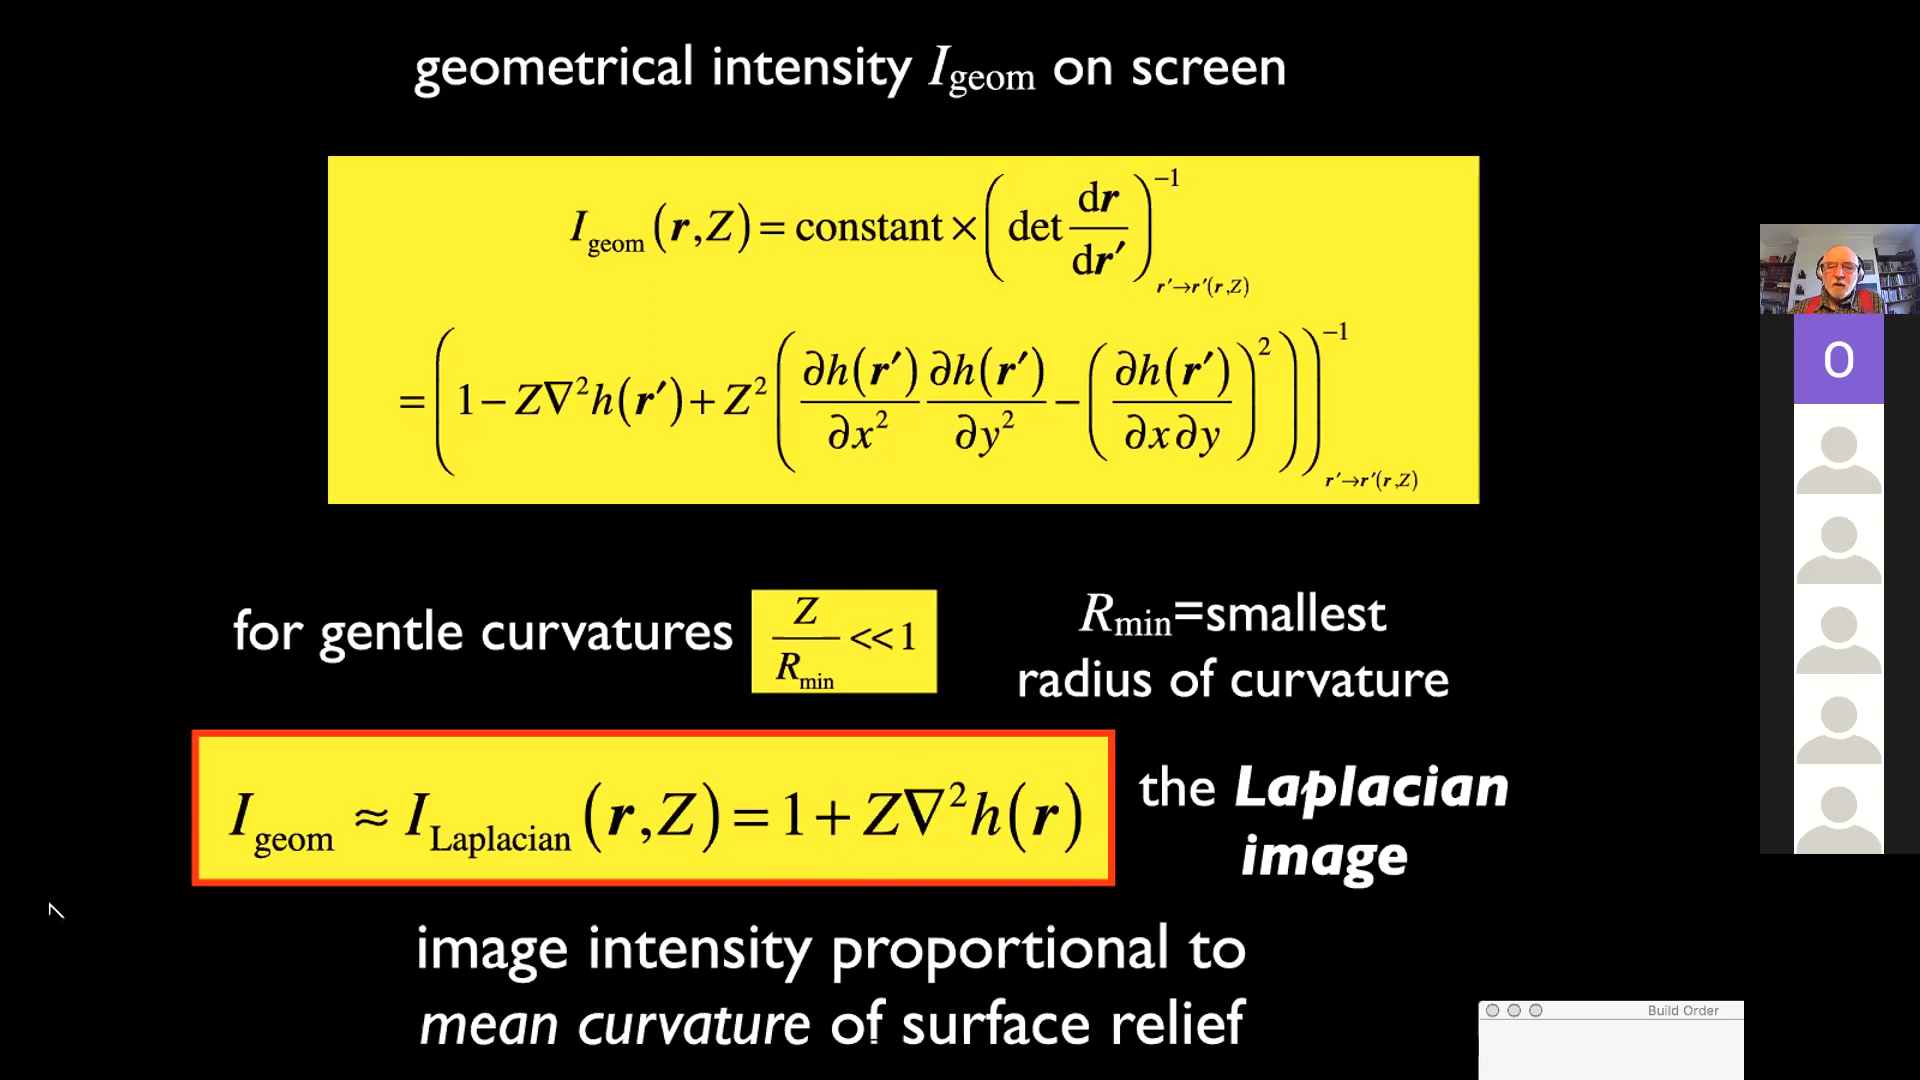 geometrical intensity I_geom on screen
I_geom (r,Z) = constant × (det dr/dr′)^−1 _r′→r′(r,Z)
= (1 − Z∇²h(r′) + Z² (∂h(r′)/∂x² ∂h(r′)/∂y² − (∂h(r′)/∂x∂y)²))^−1 _r′→r′(r,Z)
for gentle curvatures Z/R_min <<1
R_min=smallest
radius of curvature
I_geom ≈ I_Laplacian (r,Z) = 1 + Z∇²h(r)
the Laplacian
image
image intensity proportional to
mean curvature of surface relief
O
Build Order